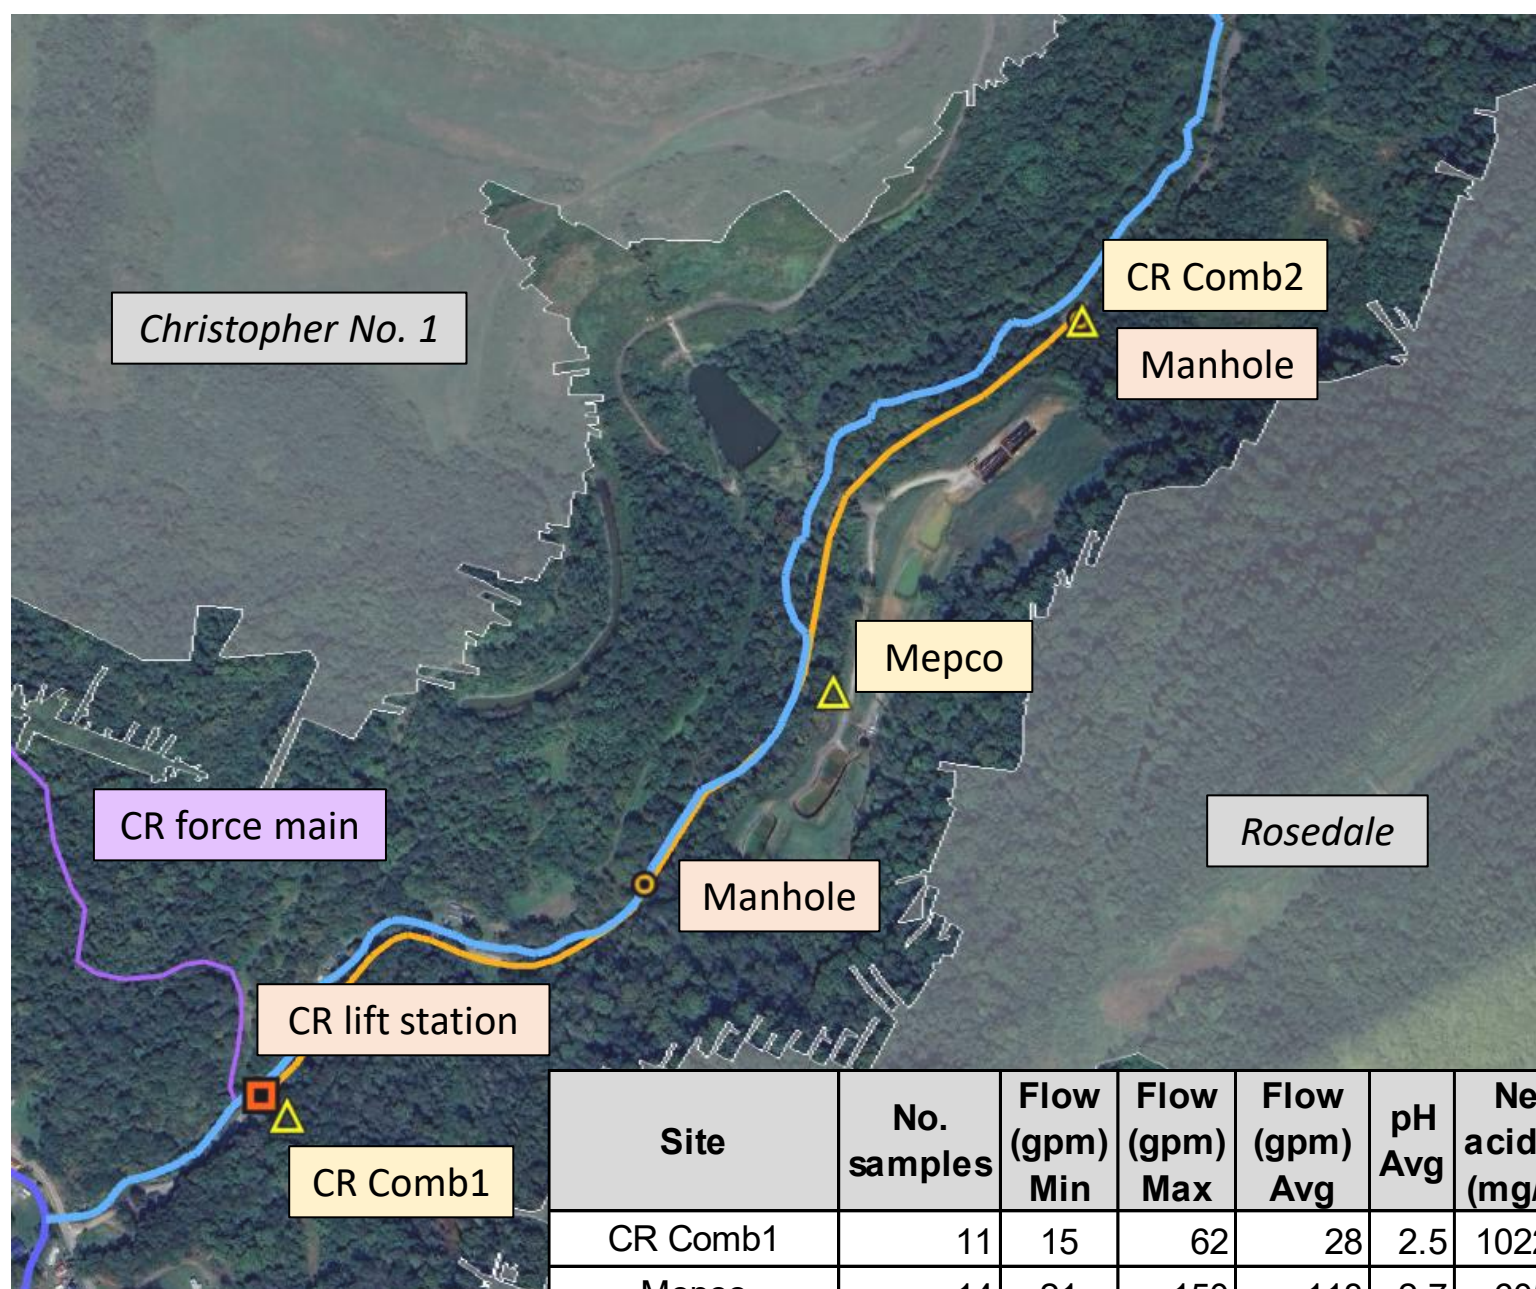 CR Comb2
Christopher No. 1
Manhole
Mepco
CR force main
Rosedale
Manhole
CR lift station
CR Comb1
Site No. samples Flow (gpm) Min Flow (gpm) Max Flow (gpm) Avg pH Avg
CR Comb1 11 15 62 28 2.5